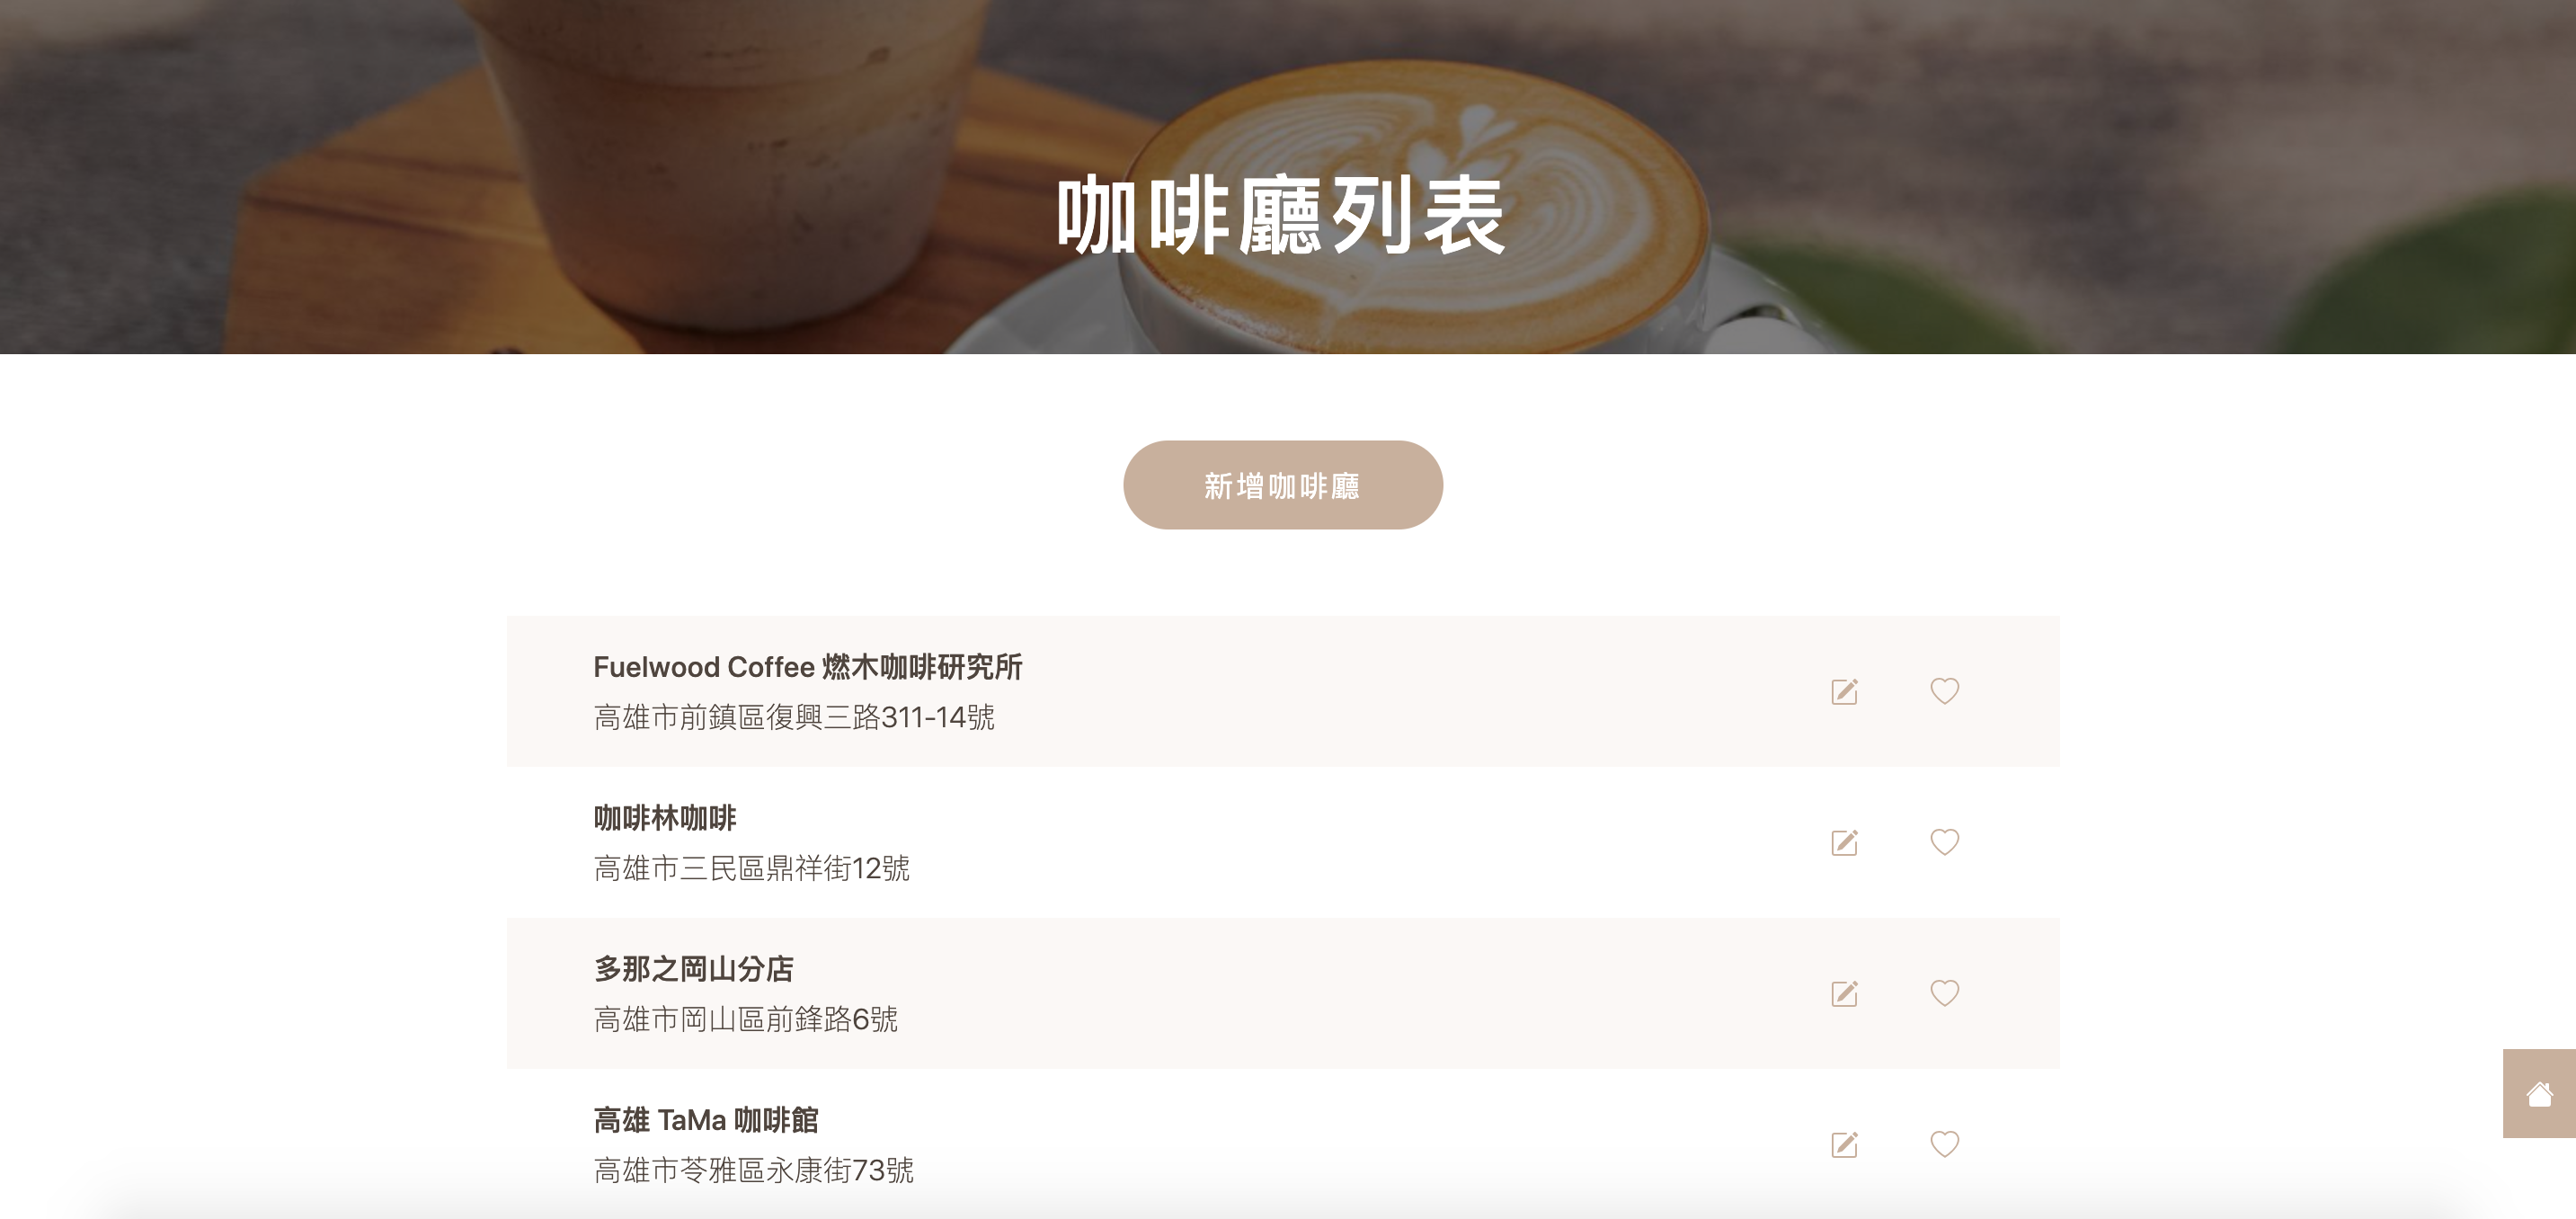 咖啡廳列表
新增咖啡廳
Fuelwood Coffee 燃木咖啡研究所
高雄市前鎮區復興三路311-14號
咖啡林咖啡
高雄市三民區鼎祥街12號
多那之岡山分店
高雄市岡山區前鋒路6號
高雄 TaMa 咖啡館
高雄市苓雅區永康街73號